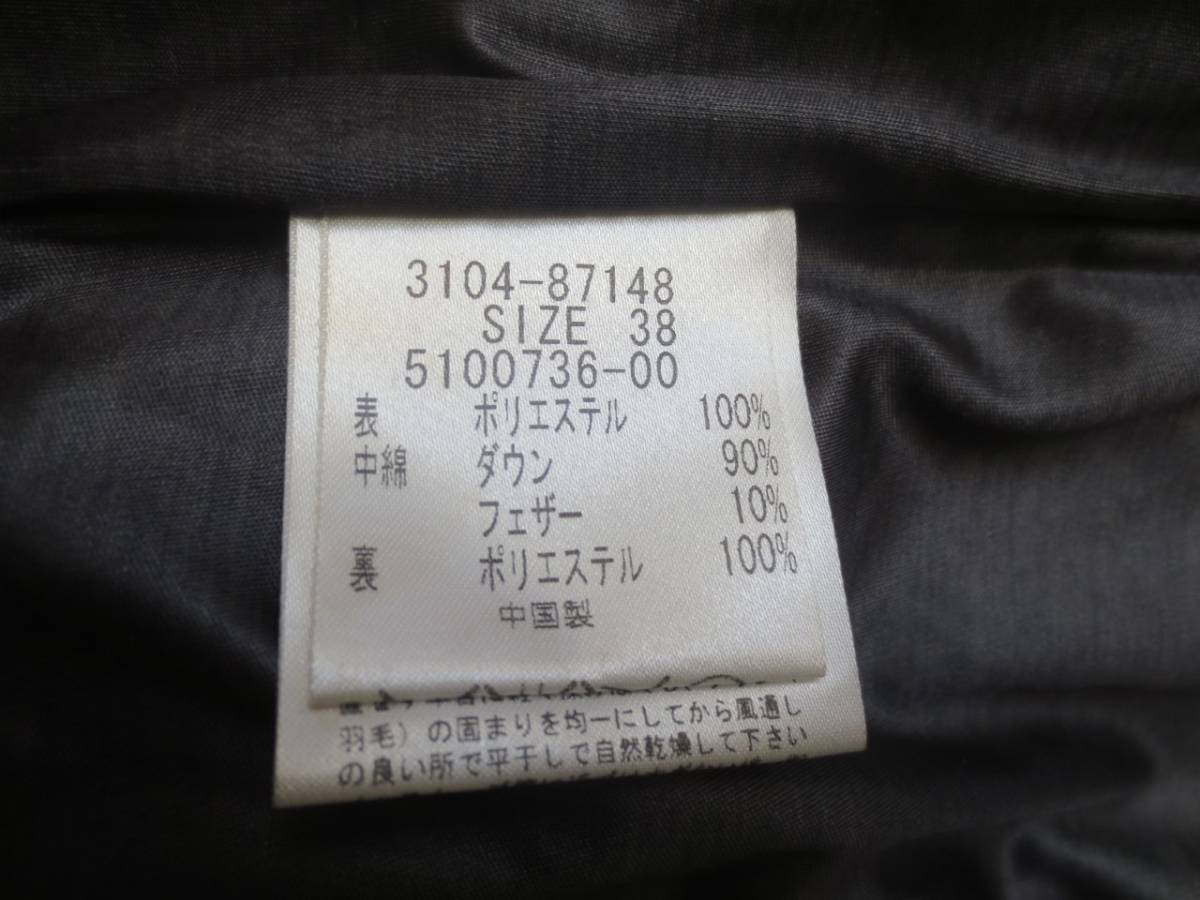 3104-87148
SIZE 38
5100736-00
表 ポリエステル 100%
中綿 ダウン 90%
フェザー 10%
裏 ポリエステル 100%
中国製
羽毛）の固まりを均一にしてから風通し
の良い所で平干しで自然乾燥して下さい